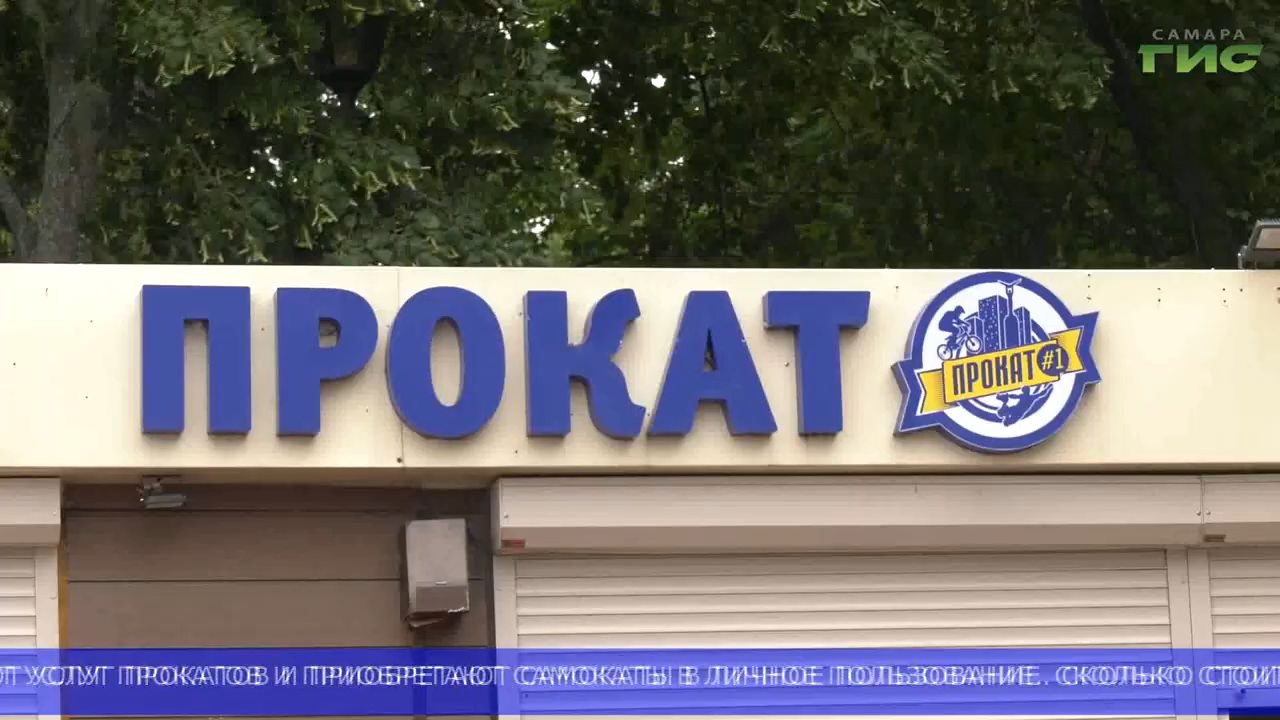 САМАРА
ГИС
ПРОКАТ
ПРОКАТ #1
УСЛУГ ПРОКАТОВ И ПРИОБРЕТАЮТ САМОКАТЫ В ЛИЧНОЕ ПОЛЬЗОВАНИЕ. СКОЛЬКО